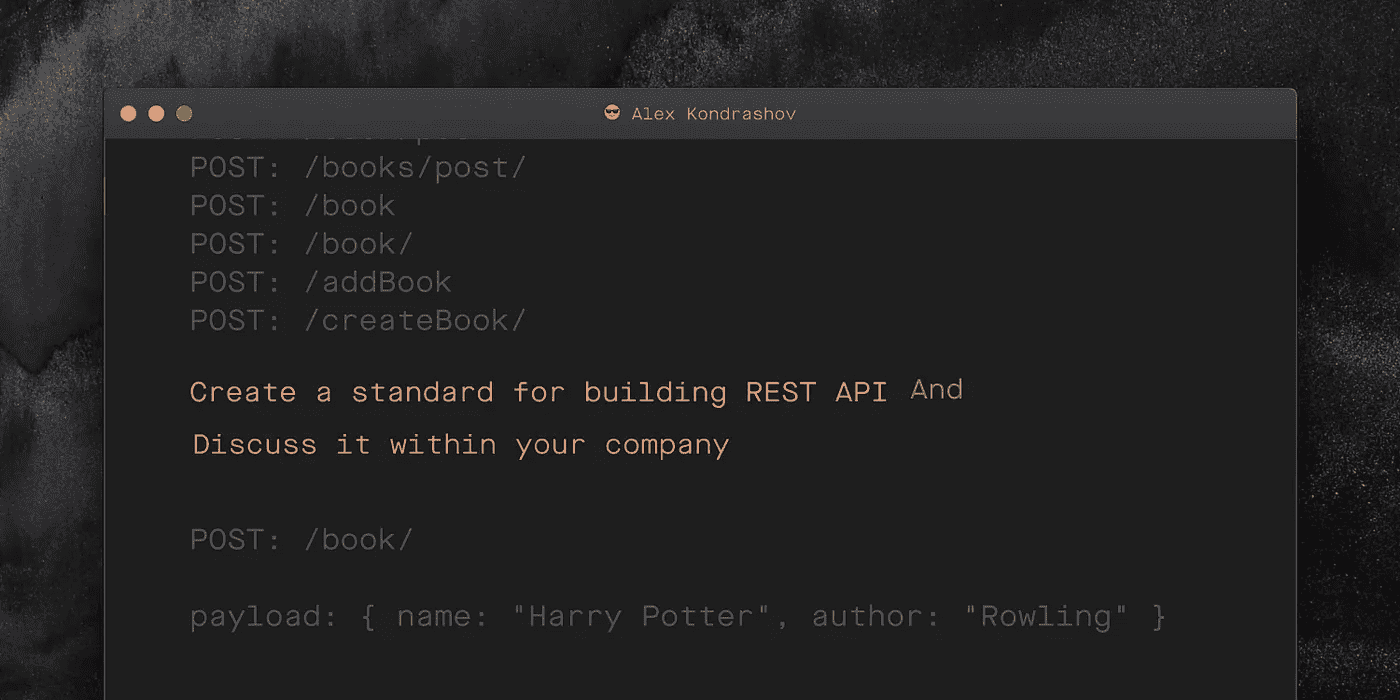 Alex Kondrashov
POST: /books/post/
POST: /book
POST: /book/
POST: /addBook
POST: /createBook/
Create a standard for building REST API And
Discuss it within your company
POST: /book/
payload: { name: "Harry Potter", author: "Rowling" }